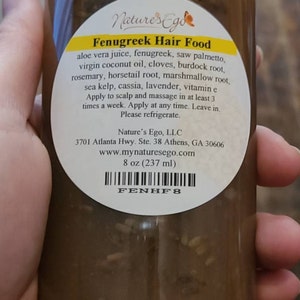 Nature's Ego
Fenugreek Hair Food
aloe vera juice, fenugreek, saw palmetto,
virgin coconut oil, cloves, burdock root,
rosemary, horsetail root, marshmallow root,
sea kelp, cassia, lavender, vitamin e
Apply to scalp and massage in at least 3
times a week. Apply at any time. Leave in.
Please refrigerate.
Nature's Ego, LLC
3701 Atlanta Hwy. Ste. 38 Athens, GA 30606
www.mynaturesego.com
8 oz (237 ml)
FENHF8